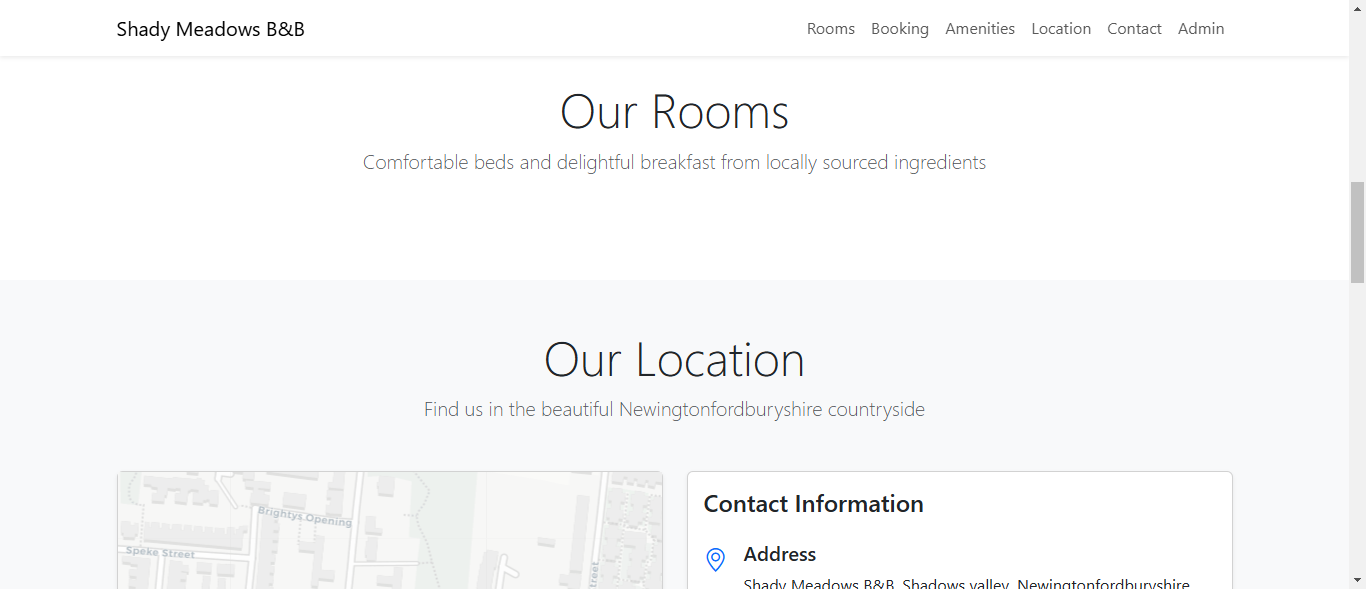 Shady Meadows B&B
Rooms Booking Amenities Location Contact Admin
Our Rooms
Comfortable beds and delightful breakfast from locally sourced ingredients
Our Location
Find us in the beautiful Newingtonfordburyshire countryside
Brightys Opening
Speke Street
street
Contact Information
Address
Shady Meadows B&B, Shadows valley, Newingtonfordburyshire,